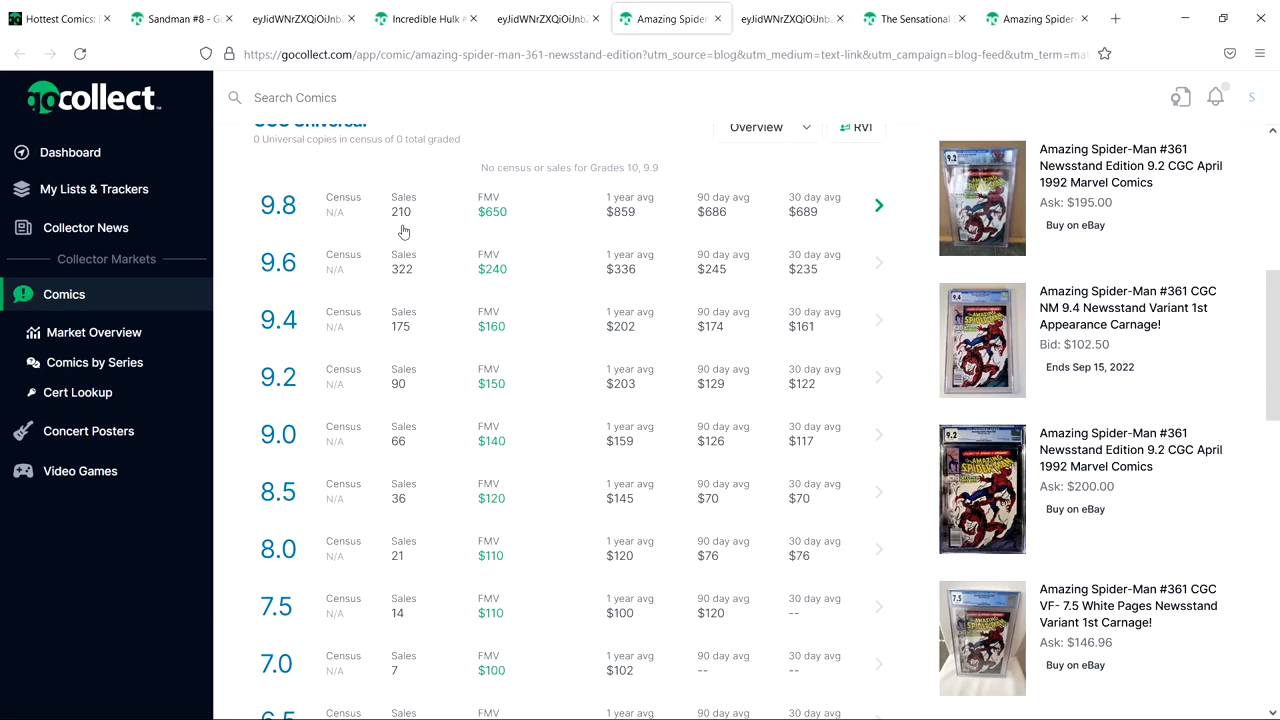 Hottest Comics:
Sandman #8 - G
eyJidWNrZXQiOiJnb
Incredible Hulk
eyJidWNrZXQiOiJnb
Amazing Spide
eyJidWNrZXQiOiJnb
The Sensational
Amazing Spider-
https://gocollect.com/app/comic/amazing-spider-man-361-newsstand-edition?utm_source=blog&utm_medium=text-link&utm_campaign=blog-feed&utm_term=ma
gocollect
Search Comics
S
Dashboard
My Lists & Trackers
Collector News
Collector Markets
Comics
Market Overview
Comics by Series
Cert Lookup
Concert Posters
Video Games
CGC Universal
0 Universal copies in census of 0 total graded
Overview
RVI
No census or sales for Grades 10, 9.9
9.8 Census Sales FMV 1 year avg 90 day avg 30 day avg
N/A 210 $650 $859 $686 $689
9.6 Census Sales FMV 1 year avg 90 day avg 30 day avg
N/A 322 $240 $336 $245 $235
9.4 Census Sales FMV 1 year avg 90 day avg 30 day avg
N/A 175 $160 $202 $174 $161
9.2 Census Sales FMV 1 year avg 90 day avg 30 day avg
N/A 90 $150 $203 $129 $122
9.0 Census Sales FMV 1 year avg 90 day avg 30 day avg
N/A 66 $140 $159 $126 $117
8.5 Census Sales FMV 1 year avg 90 day avg 30 day avg
N/A 36 $120 $145 $70 $70
8.0 Census Sales FMV 1 year avg 90 day avg 30 day avg
N/A 21 $110 $120 $76 $76
7.5 Census Sales FMV 1 year avg 90 day avg 30 day avg
N/A 14 $110 $100 $120 --
7.0 Census Sales FMV 1 year avg 90 day avg 30 day avg
N/A 7 $100 $102 -- --
6.5 Census Sales FMV 1 year avg 90 day avg 30 day avg
Amazing Spider-Man #361
Newsstand Edition 9.2 CGC April
1992 Marvel Comics
Ask: $195.00
Buy on eBay
Amazing Spider-Man #361 CGC
NM 9.4 Newsstand Variant 1st
Appearance Carnage!
Bid: $102.50
Ends Sep 15, 2022
Amazing Spider-Man #361
Newsstand Edition 9.2 CGC April
1992 Marvel Comics
Ask: $200.00
Buy on eBay
Amazing Spider-Man #361 CGC
VF- 7.5 White Pages Newsstand
Variant 1st Carnage!
Ask: $146.96
Buy on eBay